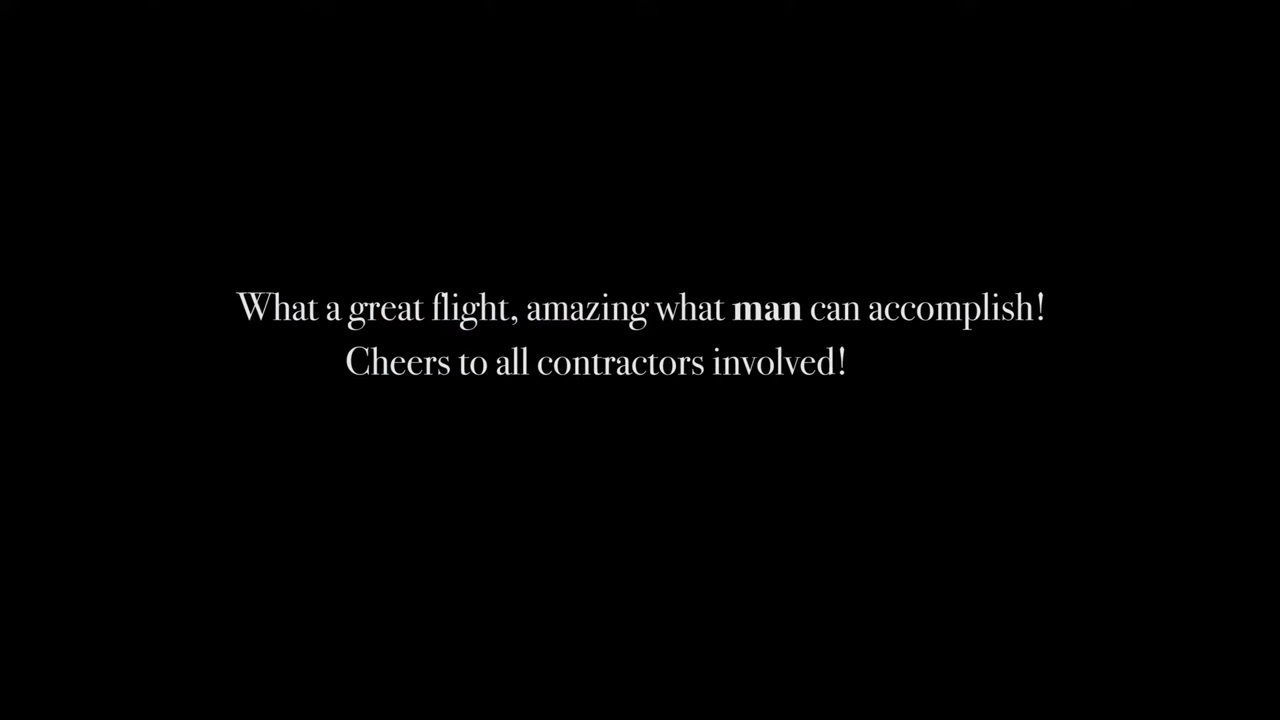 What a great flight, amazing what man can accomplish!
Cheers to all contractors involved!